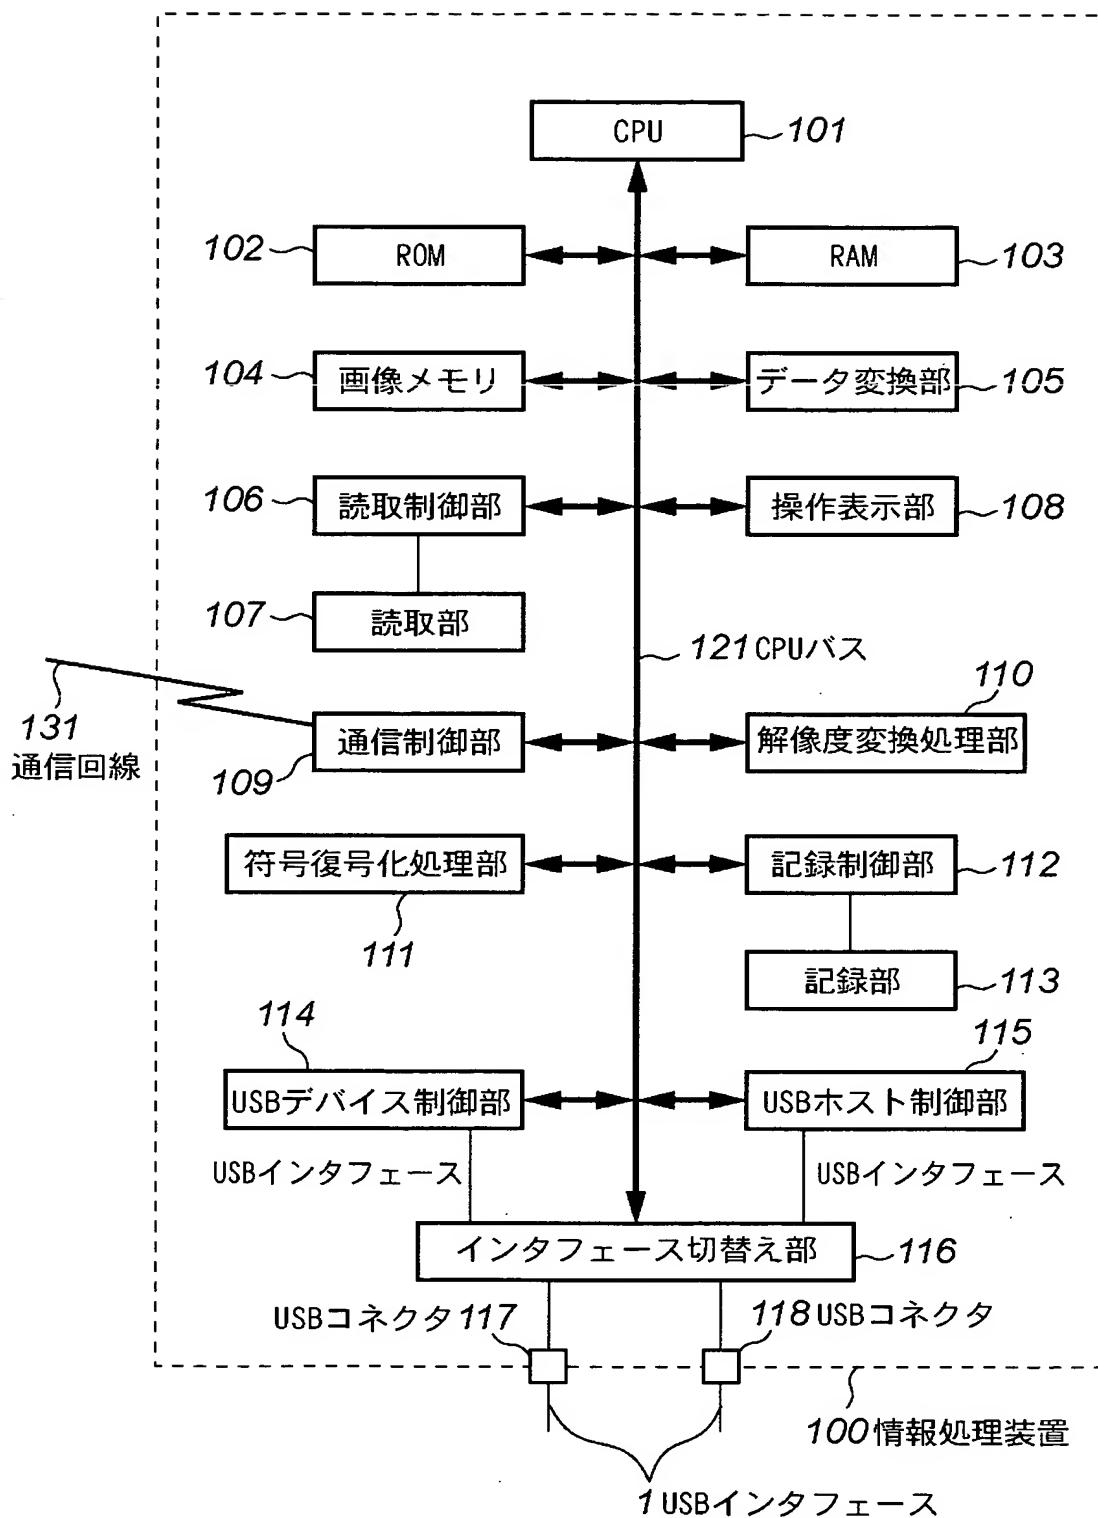 CPU 101
102 ROM RAM 103
104 画像メモリ データ変換部 105
106 読取制御部 操作表示部 108
107 読取部
121 CPUバス
131
通信回線
通信制御部
109
110
解像度変換処理部
符号復号化処理部
111
記録制御部 112
記録部 113
114
USBデバイス制御部
115
USBホスト制御部
USBインタフェース USBインタフェース
インタフェース切替え部 116
USBコネクタ 117 118 USBコネクタ
100 情報処理装置
1 USBインタフェース